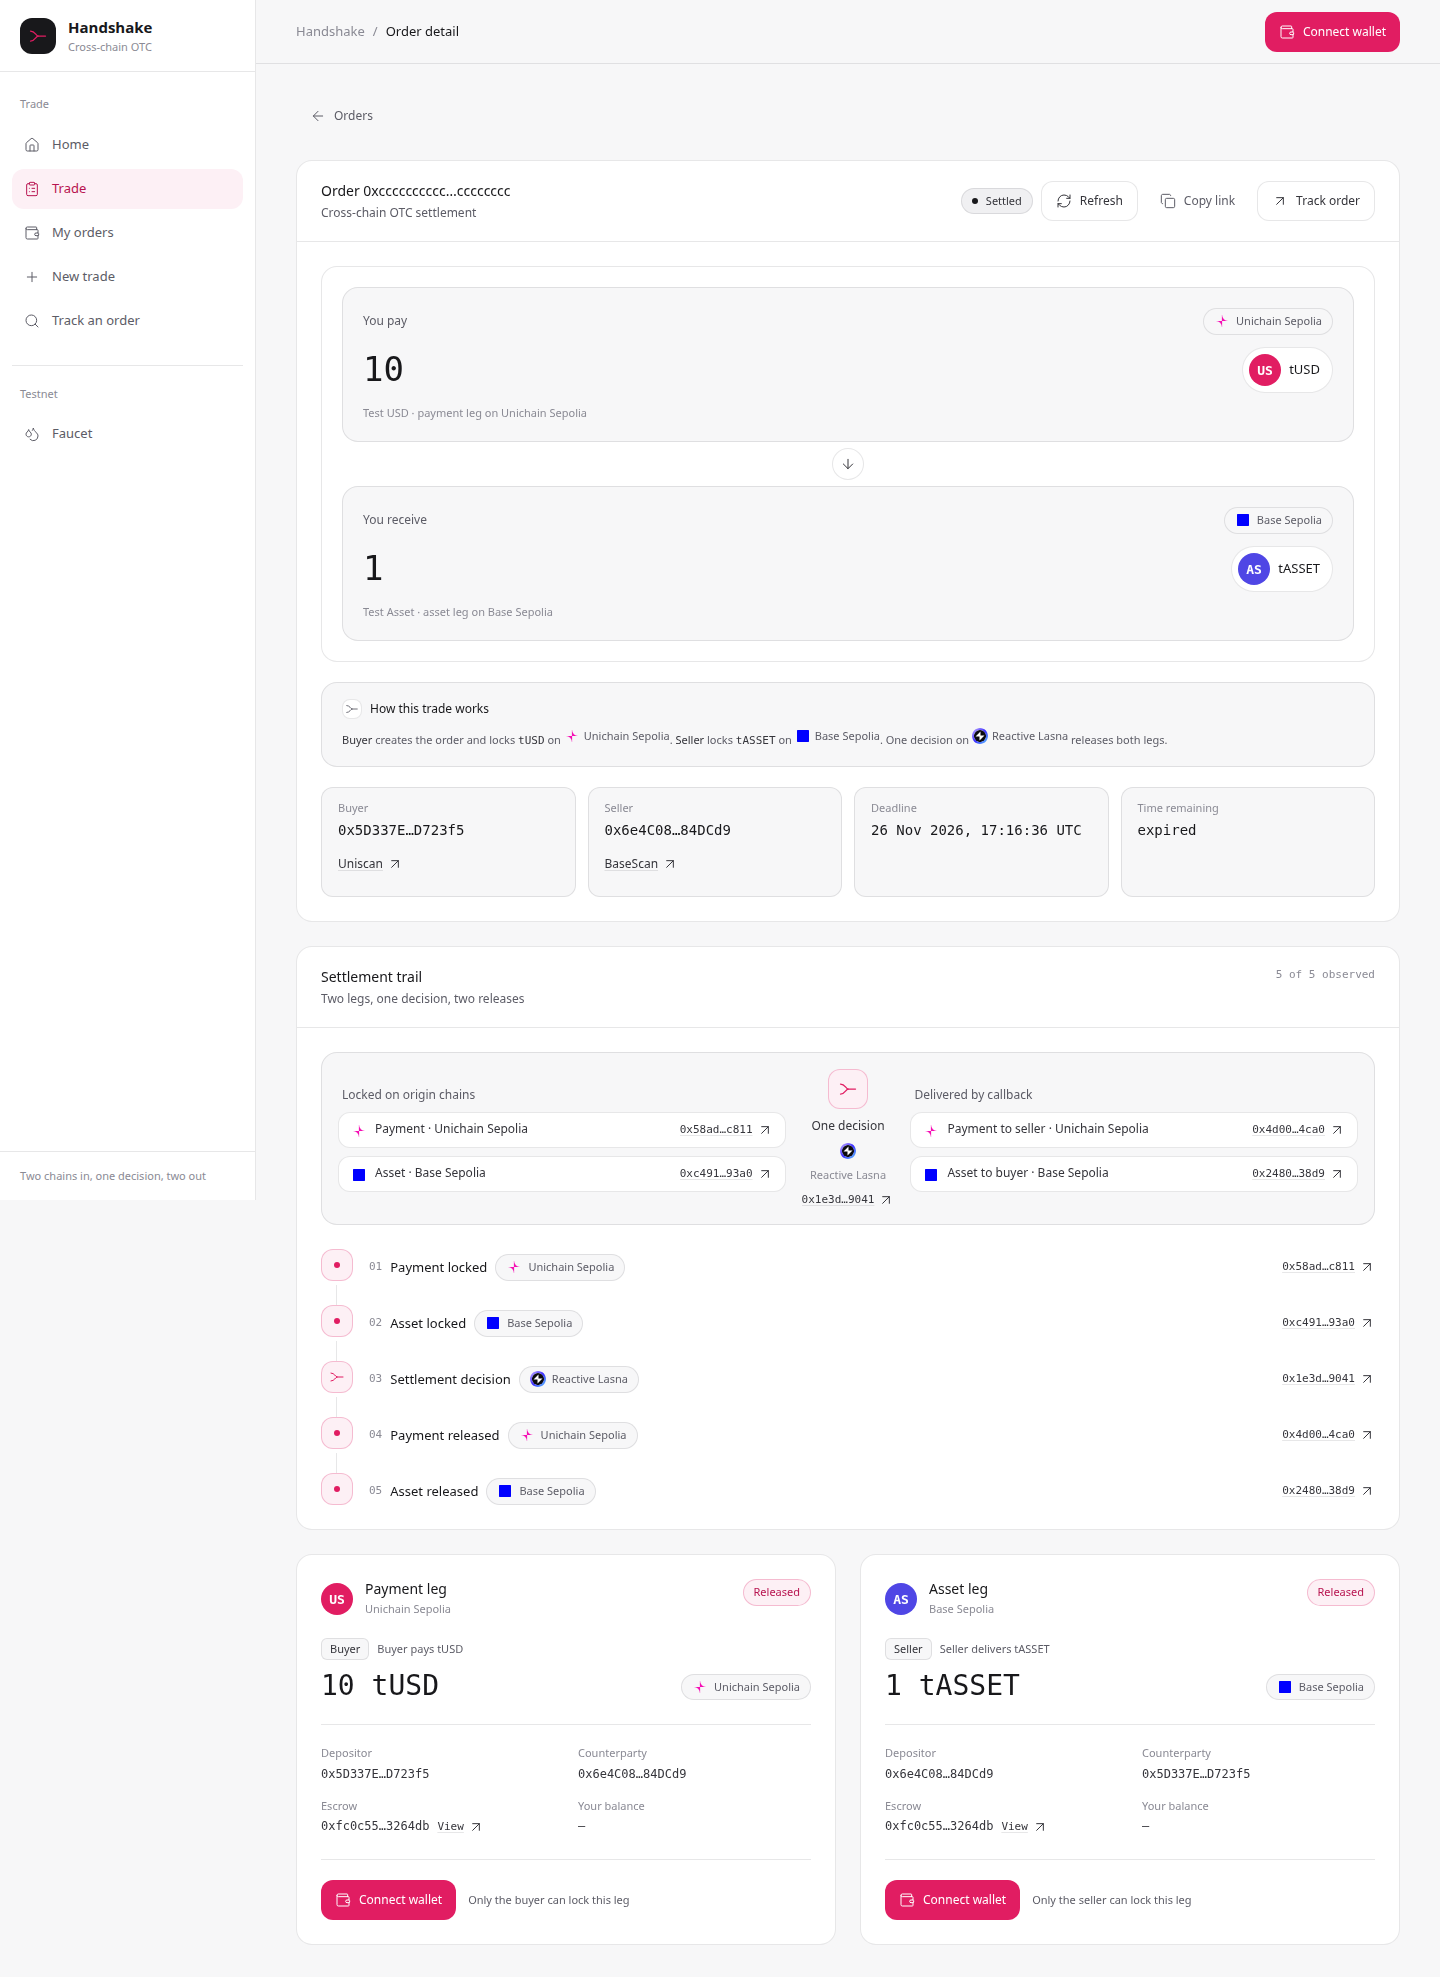 Handshake
Cross-chain OTC
Handshake / Order detail
Connect wallet
Trade
Home
Trade
My orders
New trade
Track an order
Testnet
Faucet
Two chains in, one decision, two out
Orders
Order 0xcccccccccc…cccccccc
Cross-chain OTC settlement
Settled
Refresh
Copy link
Track order
You pay
Unichain Sepolia
10
US tUSD
Test USD · payment leg on Unichain Sepolia
You receive
Base Sepolia
1
AS tASSET
Test Asset · asset leg on Base Sepolia
How this trade works
Buyer creates the order and locks tUSD on Unichain Sepolia. Seller locks tASSET on Base Sepolia. One decision on Reactive Lasna releases both legs.
Buyer
0x5D337E…D723f5
Uniscan
Seller
0x6e4C08…84DCd9
BaseScan
Deadline
26 Nov 2026, 17:16:36 UTC
Time remaining
expired
Settlement trail
Two legs, one decision, two releases
5 of 5 observed
Locked on origin chains
Payment · Unichain Sepolia 0x58ad…c811
Asset · Base Sepolia 0xc491…93a0
One decision
Reactive Lasna
0x1e3d…9041
Delivered by callback
Payment to seller · Unichain Sepolia 0x4d00…4ca0
Asset to buyer · Base Sepolia 0x2480…38d9
01 Payment locked Unichain Sepolia 0x58ad…c811
02 Asset locked Base Sepolia 0xc491…93a0
03 Settlement decision Reactive Lasna 0x1e3d…9041
04 Payment released Unichain Sepolia 0x4d00…4ca0
05 Asset released Base Sepolia 0x2480…38d9
US Payment leg
Unichain Sepolia
Released
Buyer Buyer pays tUSD
10 tUSD
Unichain Sepolia
Depositor
0x5D337E…D723f5
Counterparty
0x6e4C08…84DCd9
Escrow
0xfc0c55…3264db View
Your balance
—
Connect wallet Only the buyer can lock this leg
AS Asset leg
Base Sepolia
Released
Seller Seller delivers tASSET
1 tASSET
Base Sepolia
Depositor
0x6e4C08…84DCd9
Counterparty
0x5D337E…D723f5
Escrow
0xfc0c55…3264db View
Your balance
—
Connect wallet Only the seller can lock this leg